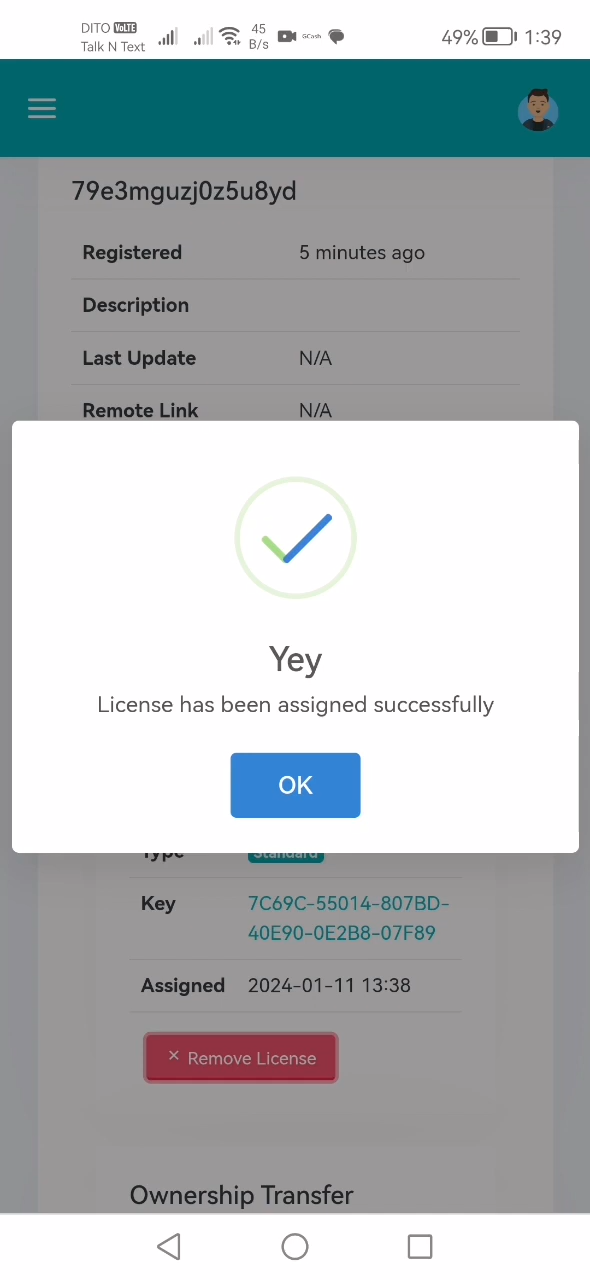 DITO VoLTE
Talk N Text
45
B/s
GCash
49%
1:39
79e3mguzj0z5u8yd
Registered 5 minutes ago
Description
Last Update N/A
Remote Link N/A
Yey
License has been assigned successfully
OK
Type Standard
Key 7C69C-55014-807BD-
40E90-0E2B8-07F89
Assigned 2024-01-11 13:38
× Remove License
Ownership Transfer